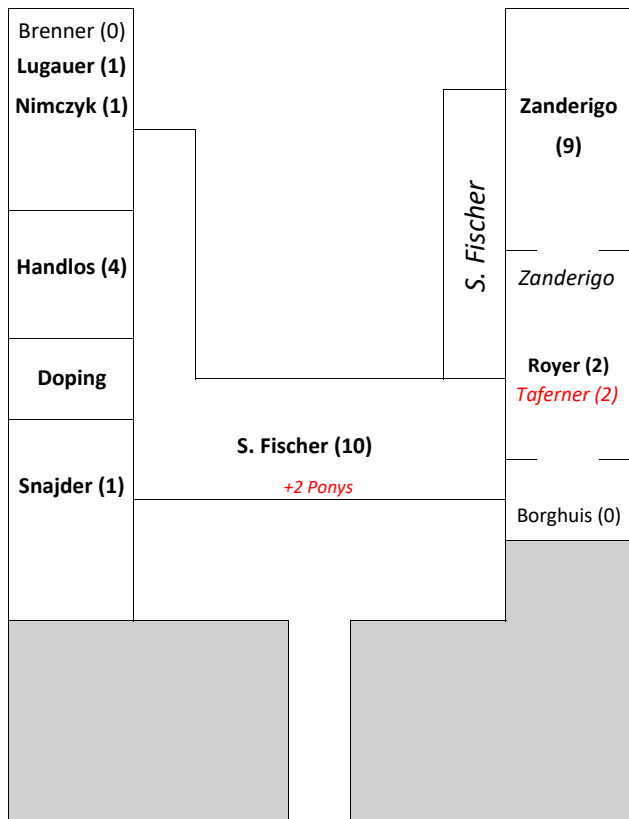 Brenner (0)
Lugauer (1)
Nimczyk (1)
Handlos (4)
Doping
Snajder (1)
S. Fischer (10)
+2 Ponys
S. Fischer
Zanderigo
(9)
Zanderigo
Royer (2)
Taferner (2)
Borghuis (0)